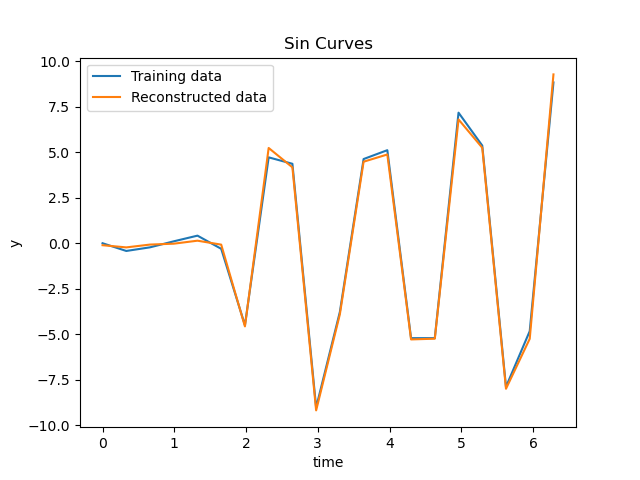 Sin Curves
Training data
Reconstructed data
10.0
7.5
5.0
2.5
0.0
−2.5
−5.0
−7.5
−10.0
y
0 1 2 3 4 5 6
time